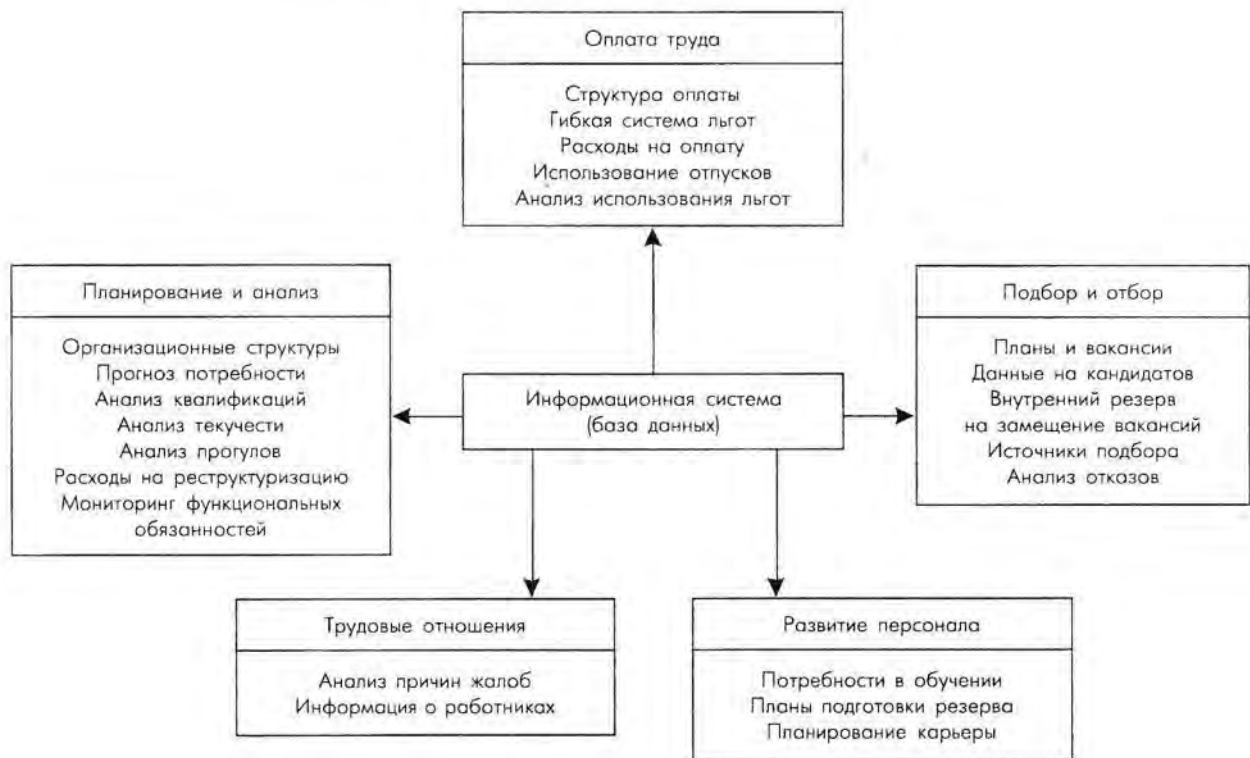 Оплата труда
Структура оплаты
Гибкая система льгот
Расходы на оплату
Использование отпусков
Анализ использования льгот
Планирование и анализ
Организационные структуры
Прогноз потребности
Анализ квалификаций
Анализ текучести
Анализ прогулов
Расходы на реструктуризацию
Мониторинг функциональных
обязанностей
Информационная система
(база данных)
Подбор и отбор
Планы и вакансии
Данные на кандидатов
Внутренний резерв
на замещение вакансий
Источники подбора
Анализ отказов
Трудовые отношения
Анализ причин жалоб
Информация о работниках
Развитие персонала
Потребности в обучении
Планы подготовки резерва
Планирование карьеры